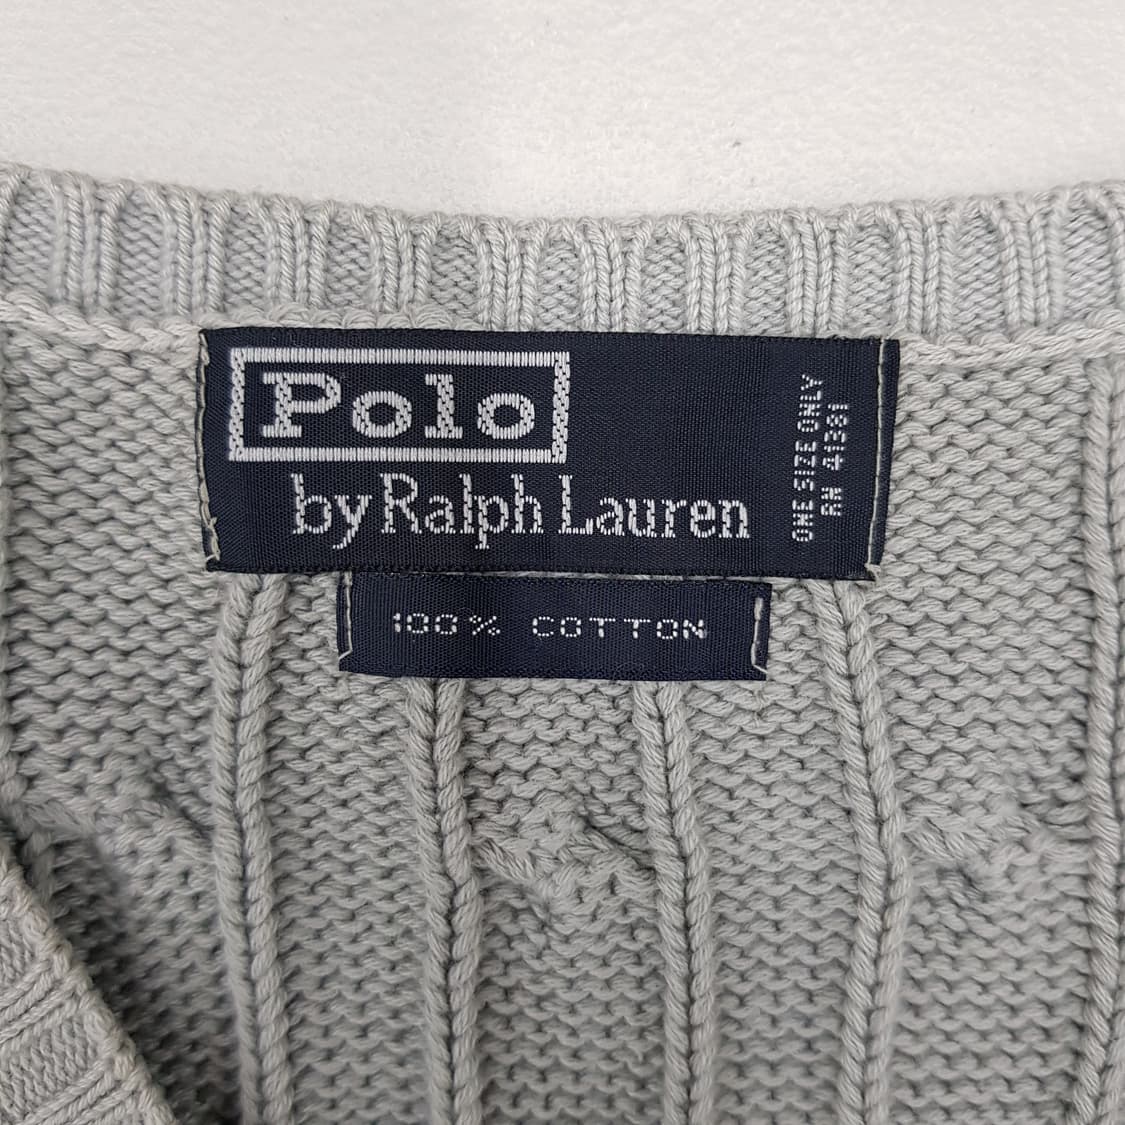 Polo
by Ralph Lauren
ONE SIZE ONLY
RN 41381
100% COTTON